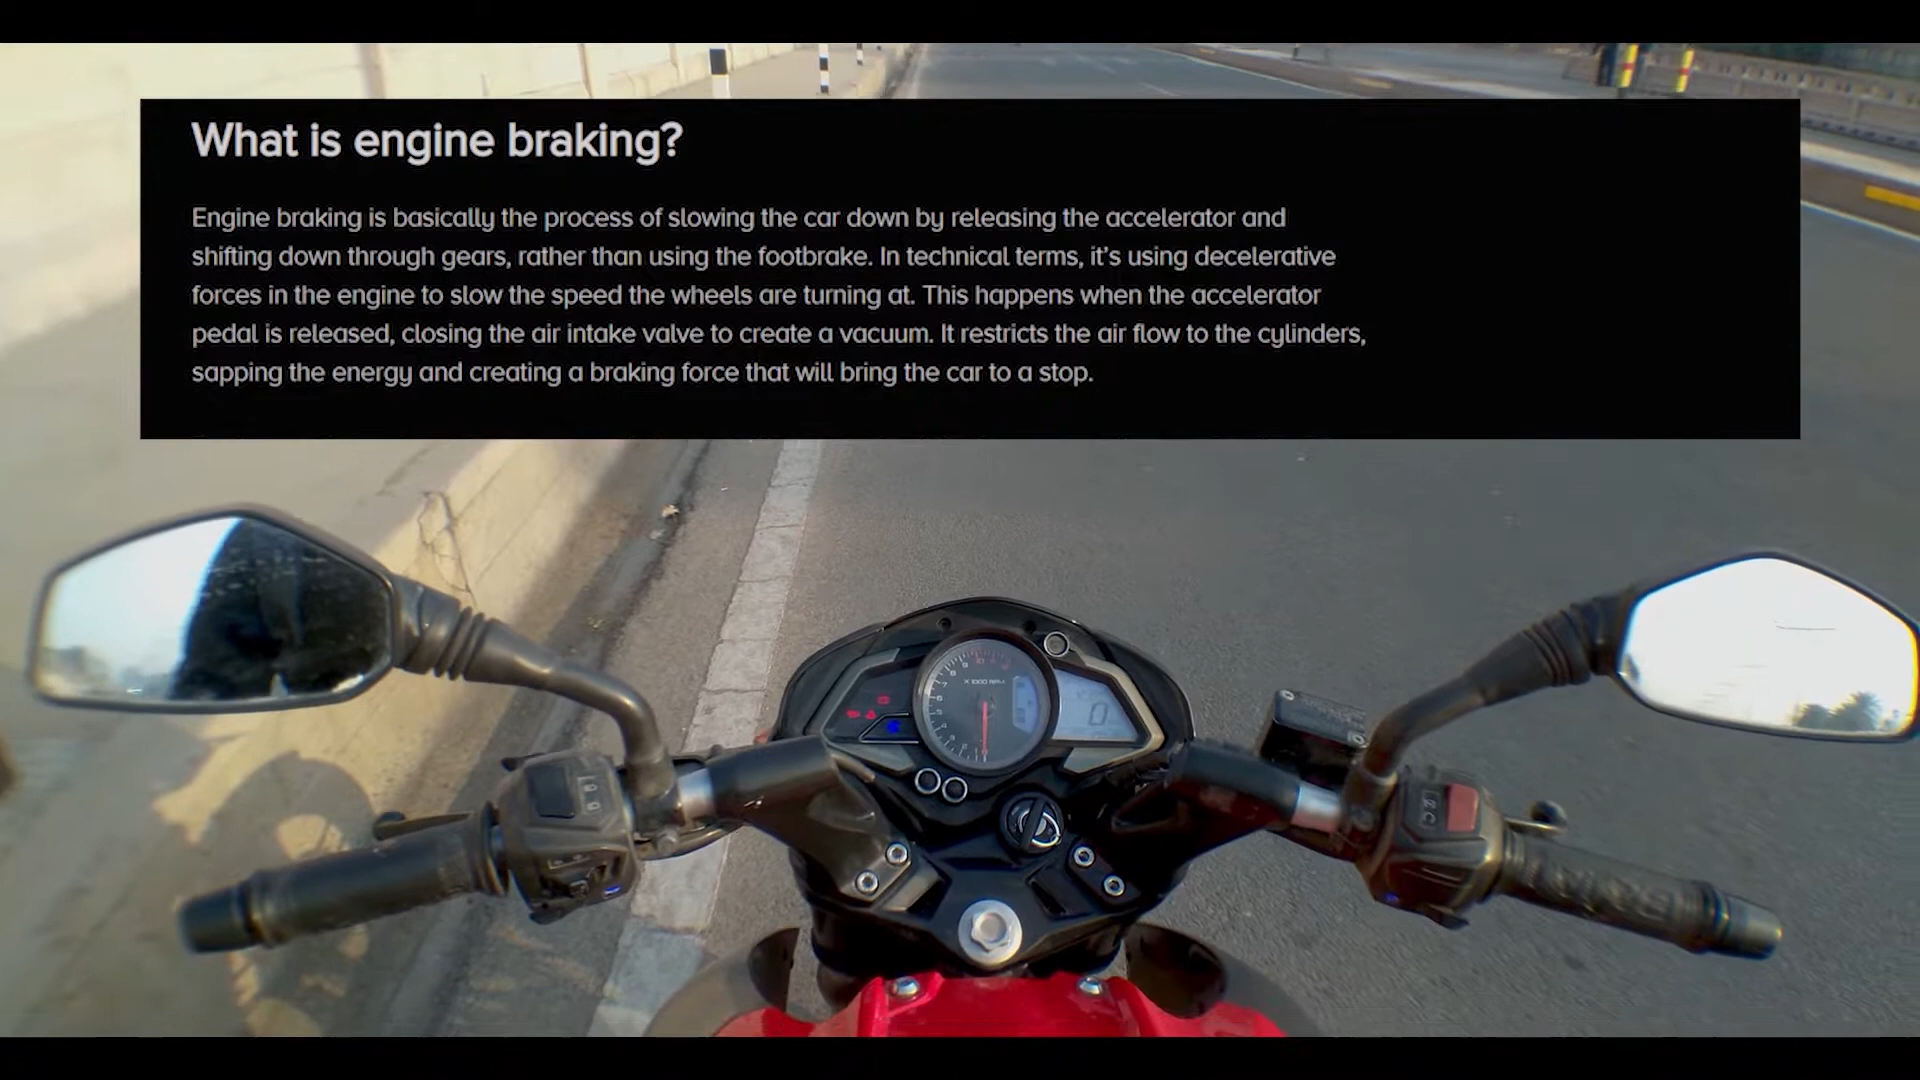 What is engine braking?
Engine braking is basically the process of slowing the car down by releasing the accelerator and
shifting down through gears, rather than using the footbrake. In technical terms, it's using decelerative
forces in the engine to slow the speed the wheels are turning at. This happens when the accelerator
pedal is released, closing the air intake valve to create a vacuum. It restricts the air flow to the cylinders,
sapping the energy and creating a braking force that will bring the car to a stop.
X 1000 r/min
0